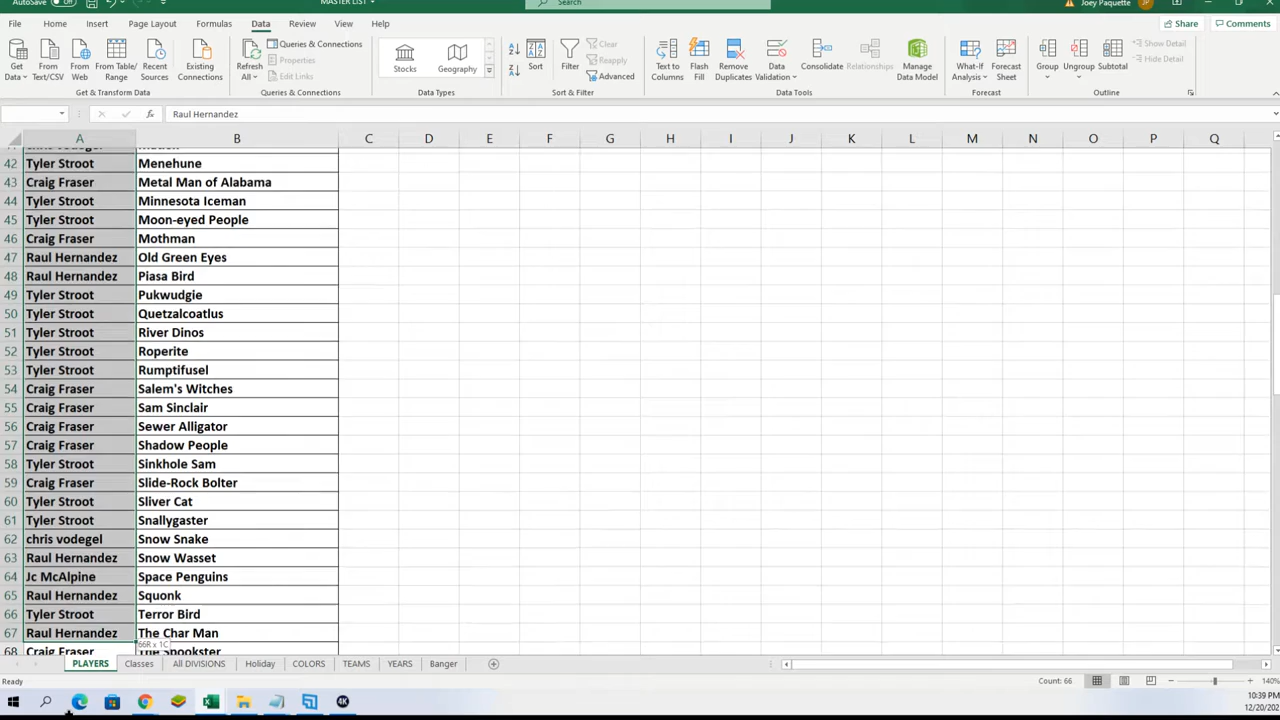 AutoSave Off MASTER LIST Search Joey Paquette JP
File Home Insert Page Layout Formulas Data Review View Help Share Comments
Get Data From Text/CSV From Web From Table/Range Recent Sources Existing Connections
Get & Transform Data
Refresh All Queries & Connections Properties Edit Links
Queries & Connections
Stocks Geography
Data Types
Sort Filter Clear Reapply Advanced
Sort & Filter
Text to Columns Flash Fill Remove Duplicates Data Validation Consolidate Relationships Manage Data Model
Data Tools
What-If Analysis Forecast Sheet
Forecast
Group Ungroup Subtotal Show Detail Hide Detail
Outline
fx Raul Hernandez
A B C D E F G H I J K L M N O P Q
42 Tyler Stroot Menehune
43 Craig Fraser Metal Man of Alabama
44 Tyler Stroot Minnesota Iceman
45 Tyler Stroot Moon-eyed People
46 Craig Fraser Mothman
47 Raul Hernandez Old Green Eyes
48 Raul Hernandez Piasa Bird
49 Tyler Stroot Pukwudgie
50 Tyler Stroot Quetzalcoatlus
51 Tyler Stroot River Dinos
52 Tyler Stroot Roperite
53 Tyler Stroot Rumptifusel
54 Craig Fraser Salem's Witches
55 Craig Fraser Sam Sinclair
56 Craig Fraser Sewer Alligator
57 Craig Fraser Shadow People
58 Tyler Stroot Sinkhole Sam
59 Craig Fraser Slide-Rock Bolter
60 Tyler Stroot Sliver Cat
61 Tyler Stroot Snallygaster
62 chris vodegel Snow Snake
63 Raul Hernandez Snow Wasset
64 Jc McAlpine Space Penguins
65 Raul Hernandez Squonk
66 Tyler Stroot Terror Bird
67 Raul Hernandez The Char Man
66R x 1C
68 Craig Fraser The Spookster
PLAYERS Classes All DIVISIONS Holiday COLORS TEAMS YEARS Banger
Ready Count: 66 140%
4K 10:39 PM
12/20/202